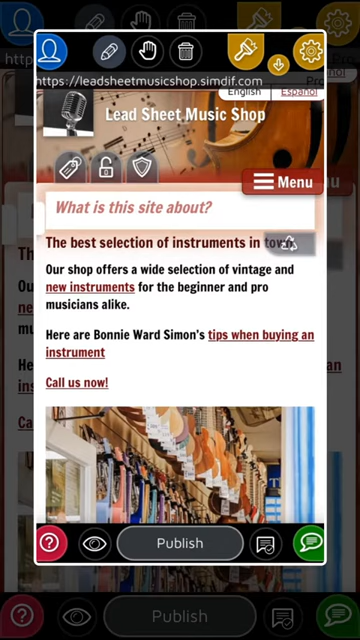 https://leadsheetmusicshop.simdif.com
English
Español
Lead Sheet Music Shop
Menu
What is this site about?
The best selection of instruments in town
Our shop offers a wide selection of vintage and
new instruments for the beginner and pro
musicians alike.
Here are Bonnie Ward Simon's tips when buying an
instrument
Call us now!
Publish
Publish